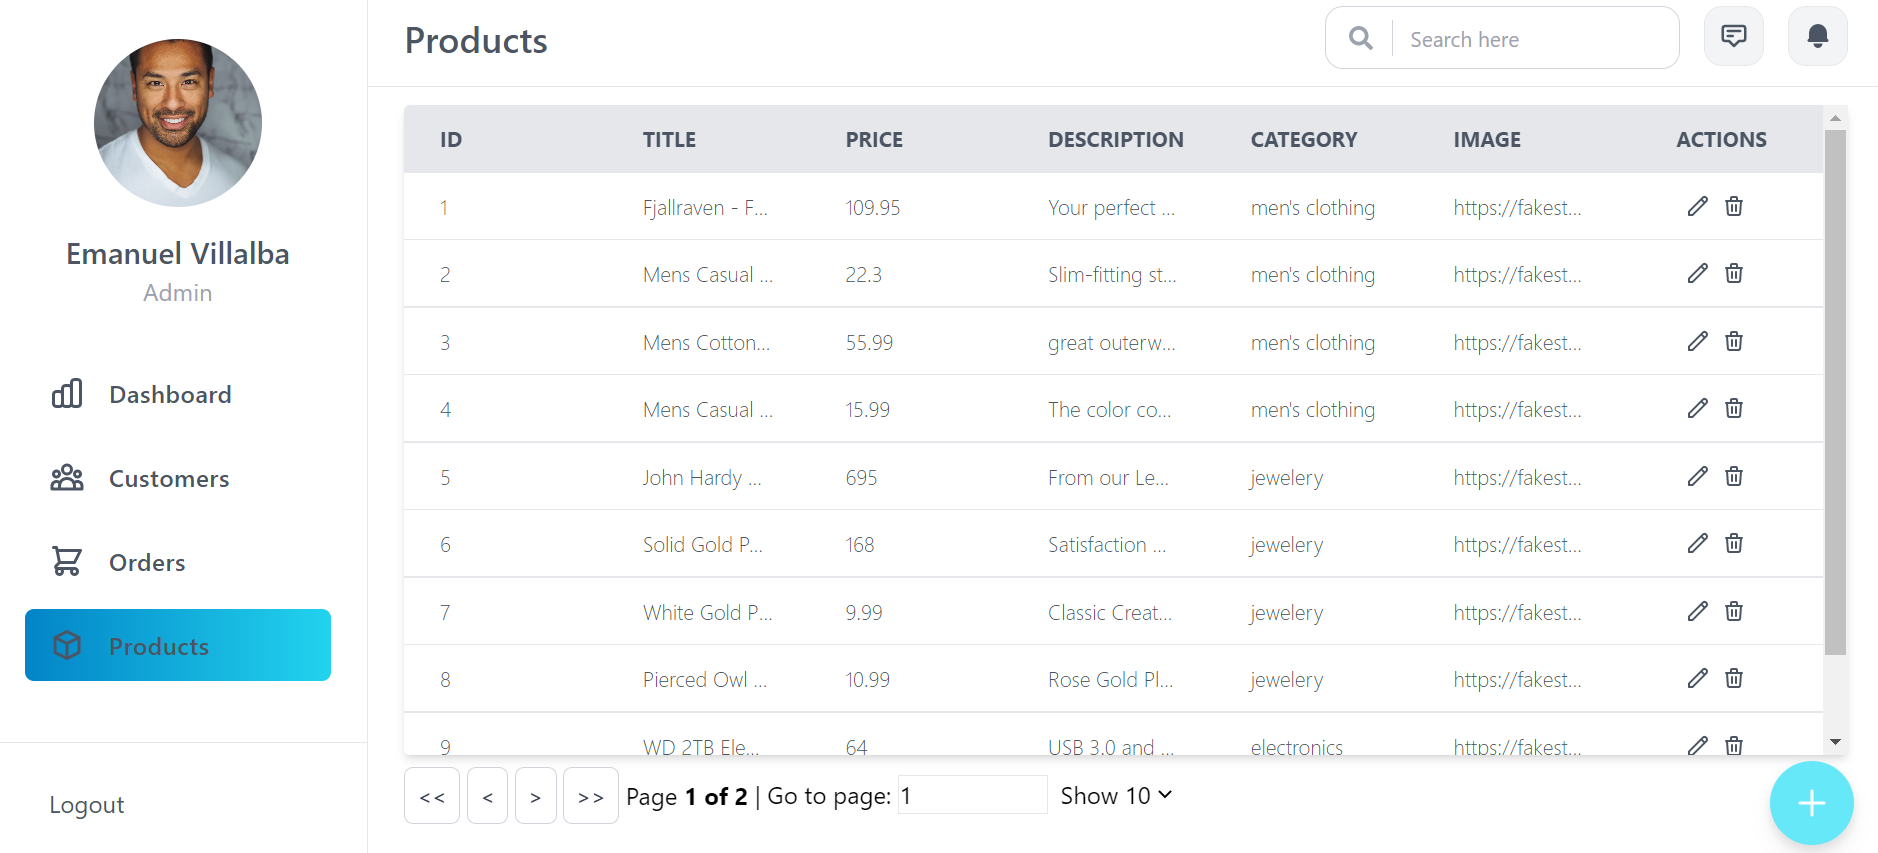 Products
Search here
Emanuel Villalba
Admin
Dashboard
Customers
Orders
Products
Logout
ID TITLE PRICE DESCRIPTION CATEGORY IMAGE ACTIONS
1 Fjallraven - F... 109.95 Your perfect ... men's clothing https://fakest...
2 Mens Casual ... 22.3 Slim-fitting st... men's clothing https://fakest...
3 Mens Cotton... 55.99 great outerw... men's clothing https://fakest...
4 Mens Casual ... 15.99 The color co... men's clothing https://fakest...
5 John Hardy ... 695 From our Le... jewelery https://fakest...
6 Solid Gold P... 168 Satisfaction ... jewelery https://fakest...
7 White Gold P... 9.99 Classic Creat... jewelery https://fakest...
8 Pierced Owl ... 10.99 Rose Gold Pl... jewelery https://fakest...
9 WD 2TB Ele... 64 USB 3.0 and ... electronics https://fakest...
<< < > >> Page 1 of 2 | Go to page: 1 Show 10